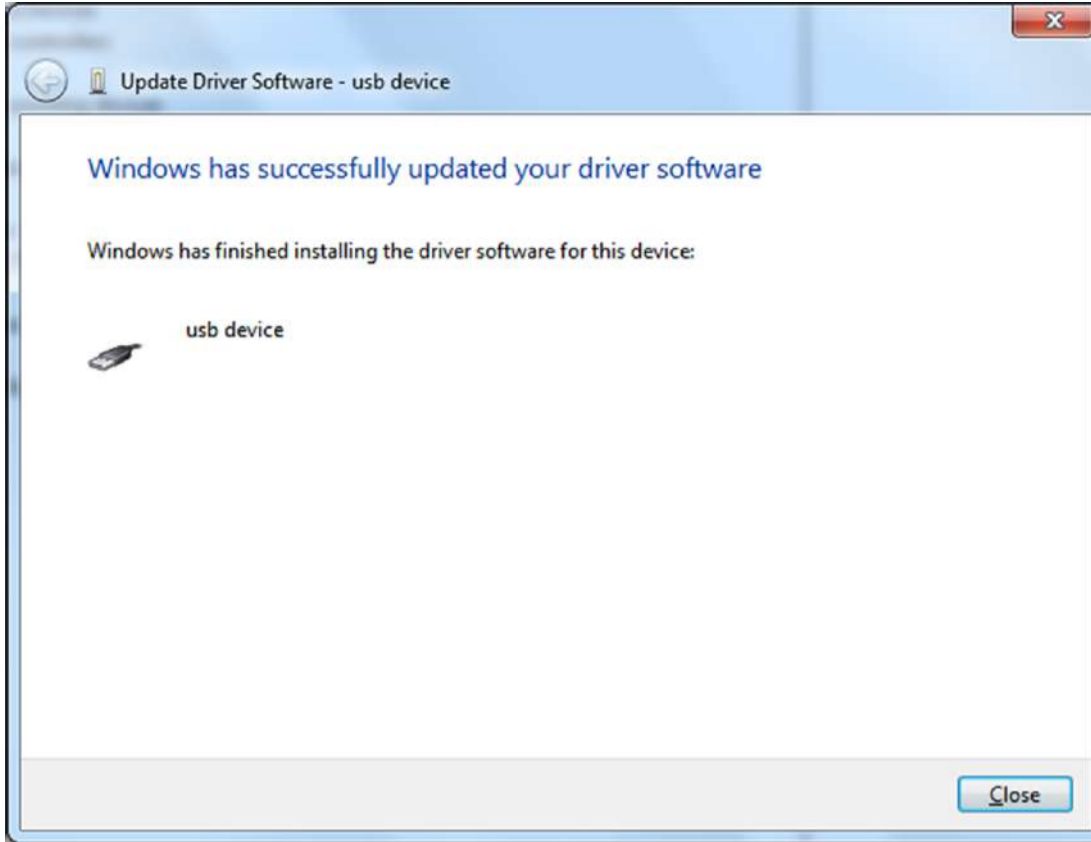 Update Driver Software - usb device
Windows has successfully updated your driver software
Windows has finished installing the driver software for this device:
usb device
Close